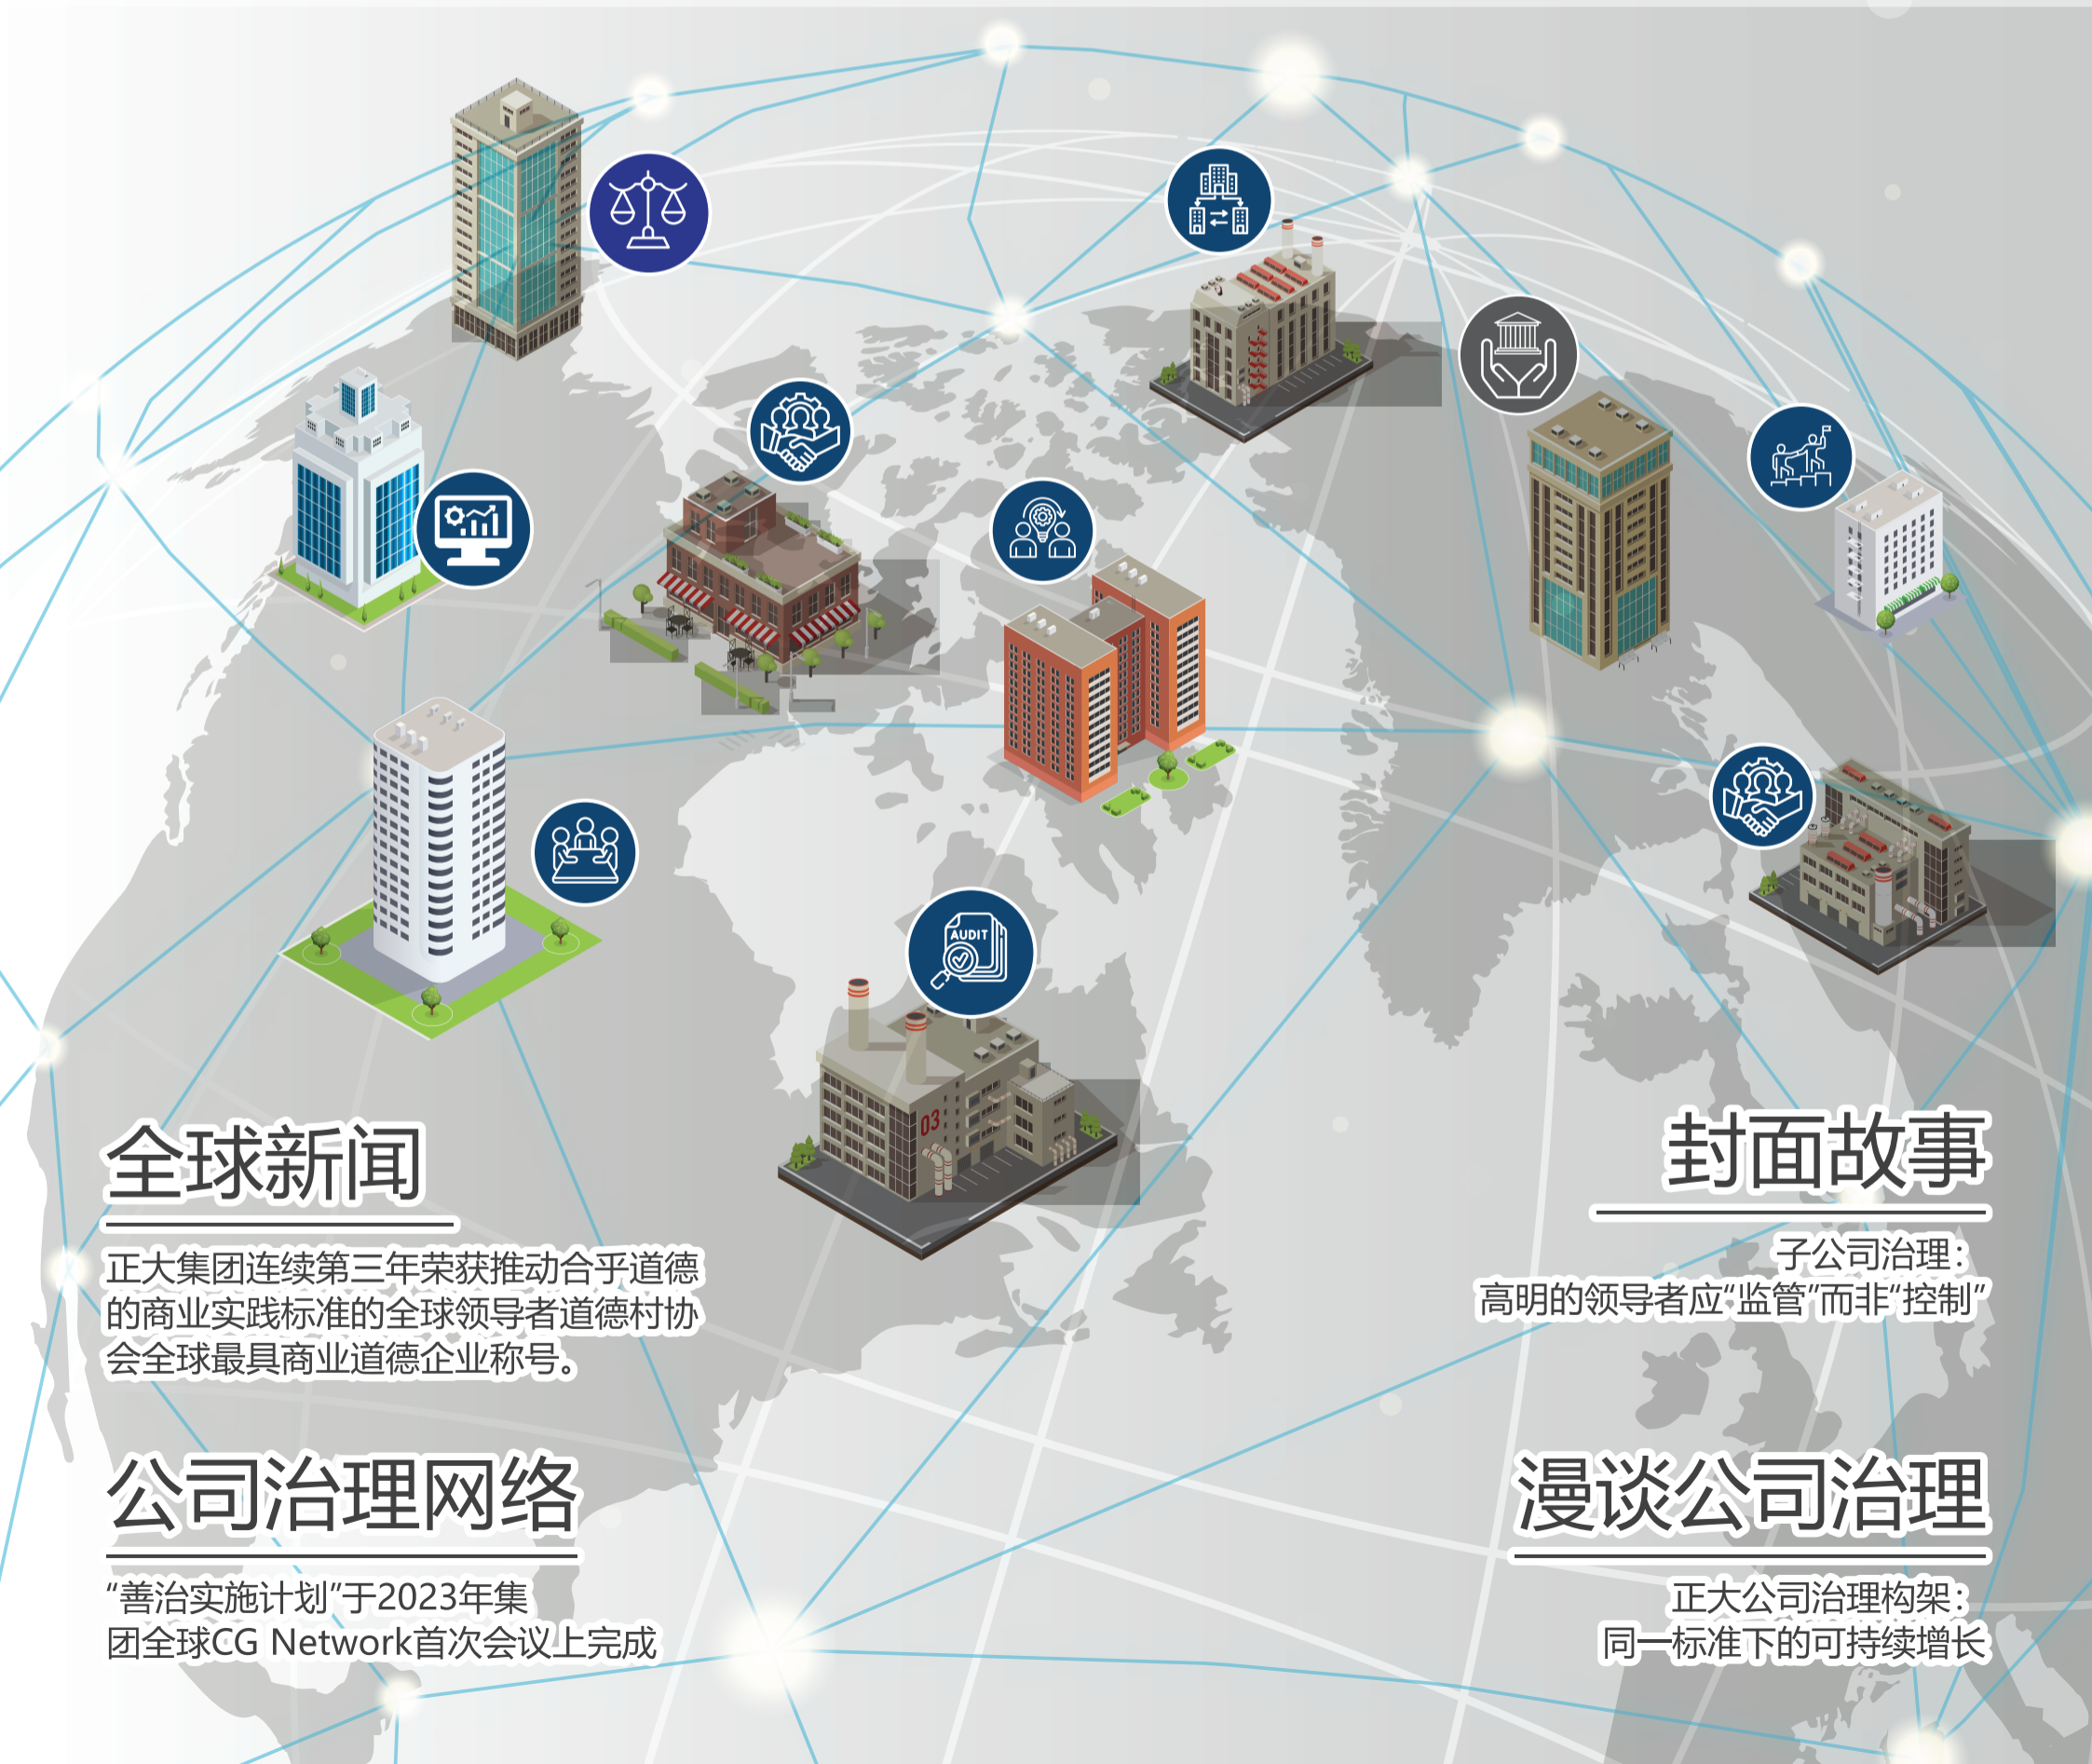 AUDIT
03
全球新闻
正大集团连续第三年荣获推动合乎道德
的商业实践标准的全球领导者道德村协
会全球最具商业道德企业称号。
封面故事
子公司治理：
高明的领导者应“监管”而非“控制”
公司治理网络
“善治实施计划”于2023年集
团全球CG Network首次会议上完成
漫谈公司治理
正大公司治理构架：
同一标准下的可持续增长